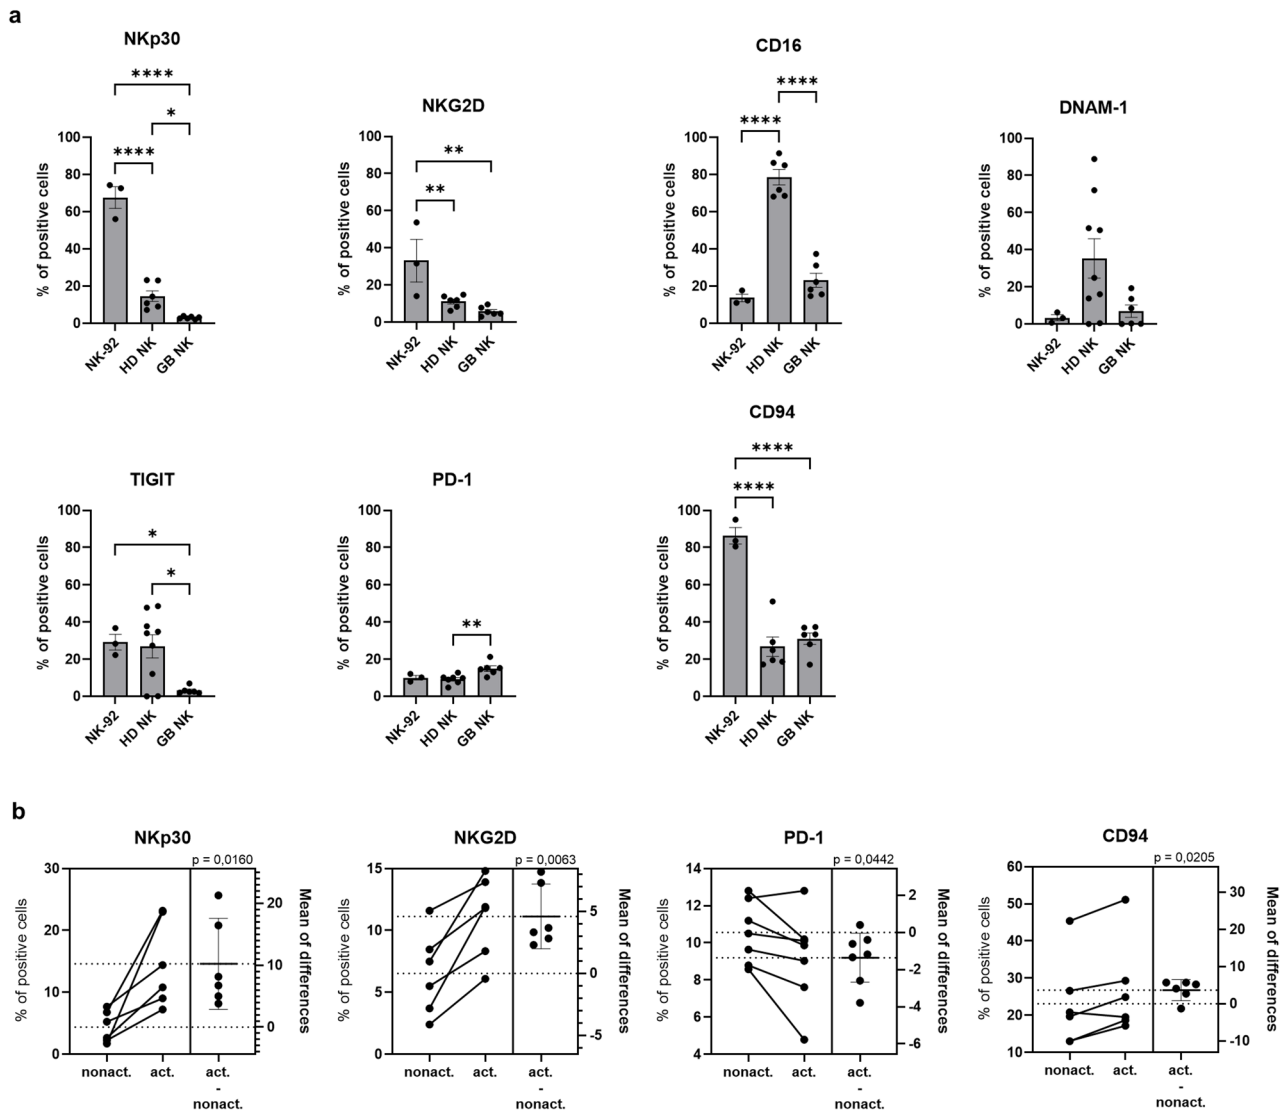 a
NKp30
****
*
****
% of positive cells
100
80
60
40
20
0
NK-92
HD NK
GB NK
NKG2D
**
**
% of positive cells
100
80
60
40
20
0
NK-92
HD NK
GB NK
CD16
****
****
% of positive cells
100
80
60
40
20
0
NK-92
HD NK
GB NK
DNAM-1
% of positive cells
100
80
60
40
20
0
NK-92
HD NK
GB NK
TIGIT
*
*
% of positive cells
100
80
60
40
20
0
NK-92
HD NK
GB NK
PD-1
**
% of positive cells
100
80
60
40
20
0
NK-92
HD NK
GB NK
CD94
****
****
% of positive cells
100
80
60
40
20
0
NK-92
HD NK
GB NK
b
NKp30
p = 0,0160
% of positive cells
30
20
10
0
20
10
0
Mean of differences
nonact.
act.
act.
-
nonact.
NKG2D
p = 0,0063
% of positive cells
15
10
5
0
5
0
-5
Mean of differences
nonact.
act.
act.
-
nonact.
PD-1
p = 0,0442
% of positive cells
14
12
10
8
6
4
2
0
-2
-4
-6
Mean of differences
nonact.
act.
act.
-
nonact.
CD94
p = 0,0205
% of positive cells
60
50
40
30
20
10
30
20
10
0
-10
Mean of differences
nonact.
act.
act.
-
nonact.